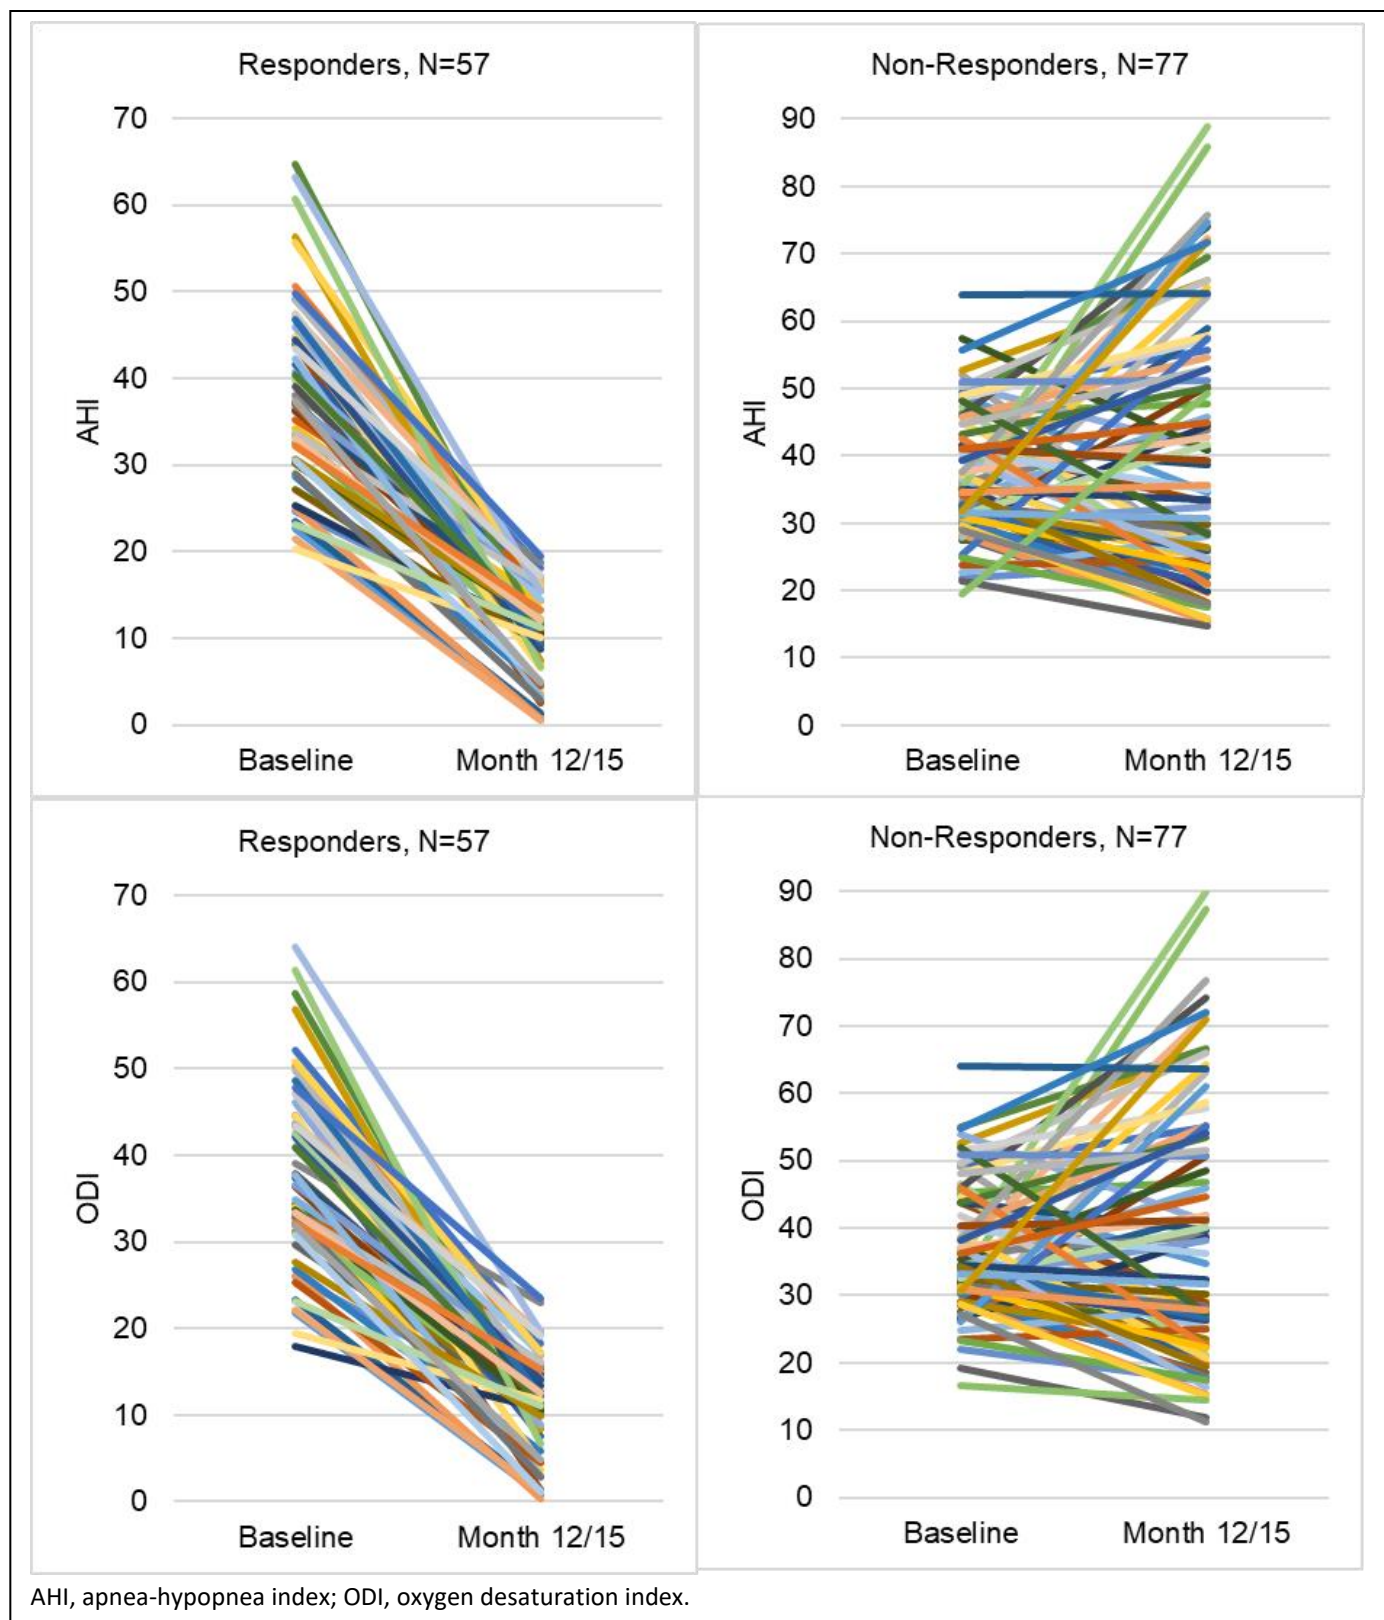 Responders, N=57
70
60
50
40
30
20
10
0
AHI
Baseline Month 12/15
Non-Responders, N=77
90
80
70
60
50
40
30
20
10
0
AHI
Baseline Month 12/15
Responders, N=57
70
60
50
40
30
20
10
0
ODI
Baseline Month 12/15
Non-Responders, N=77
90
80
70
60
50
40
30
20
10
0
ODI
Baseline Month 12/15
AHI, apnea-hypopnea index; ODI, oxygen desaturation index.